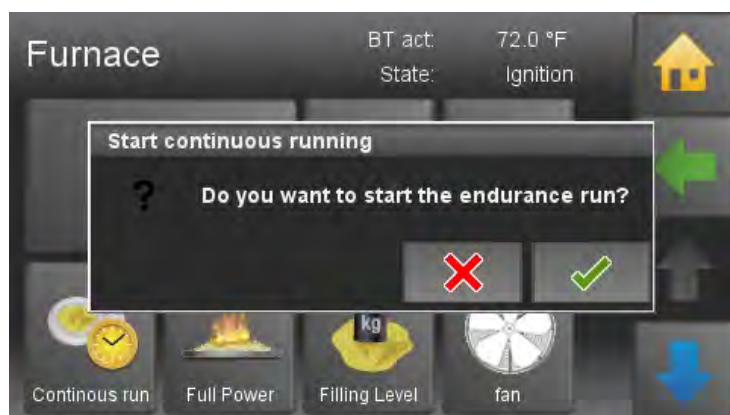 Furnace
BT act: 72.0 °F
State: Ignition
Start continuous running
? Do you want to start the endurance run?
kg
Continous run Full Power Filling Level fan